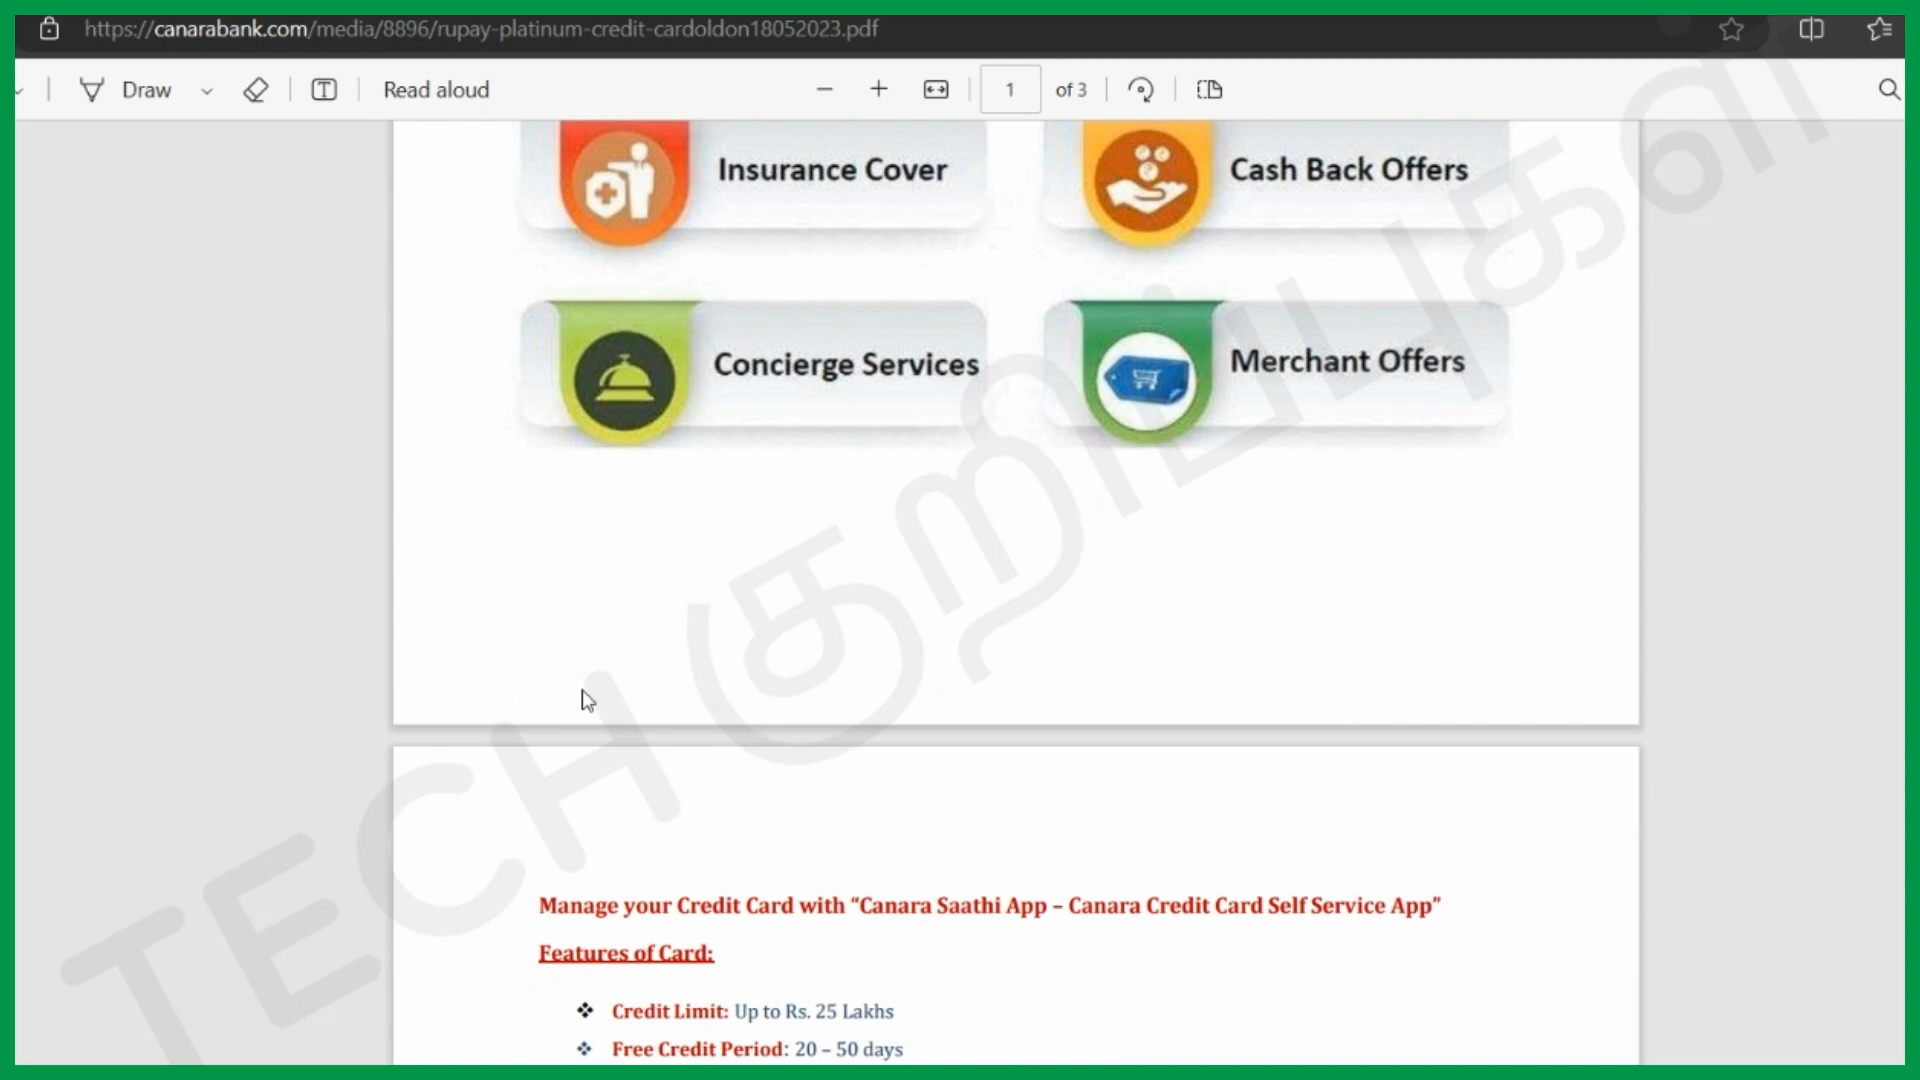 https://canarabank.com/media/8896/rupay-platinum-credit-cardoldon18052023.pdf
Draw
T
Read aloud
1
of 3
Insurance Cover
Cash Back Offers
Concierge Services
Merchant Offers
TECH குறிப்புகள்
Manage your Credit Card with “Canara Saathi App – Canara Credit Card Self Service App”
Features of Card:
❖ Credit Limit: Up to Rs. 25 Lakhs
❖ Free Credit Period: 20 – 50 days